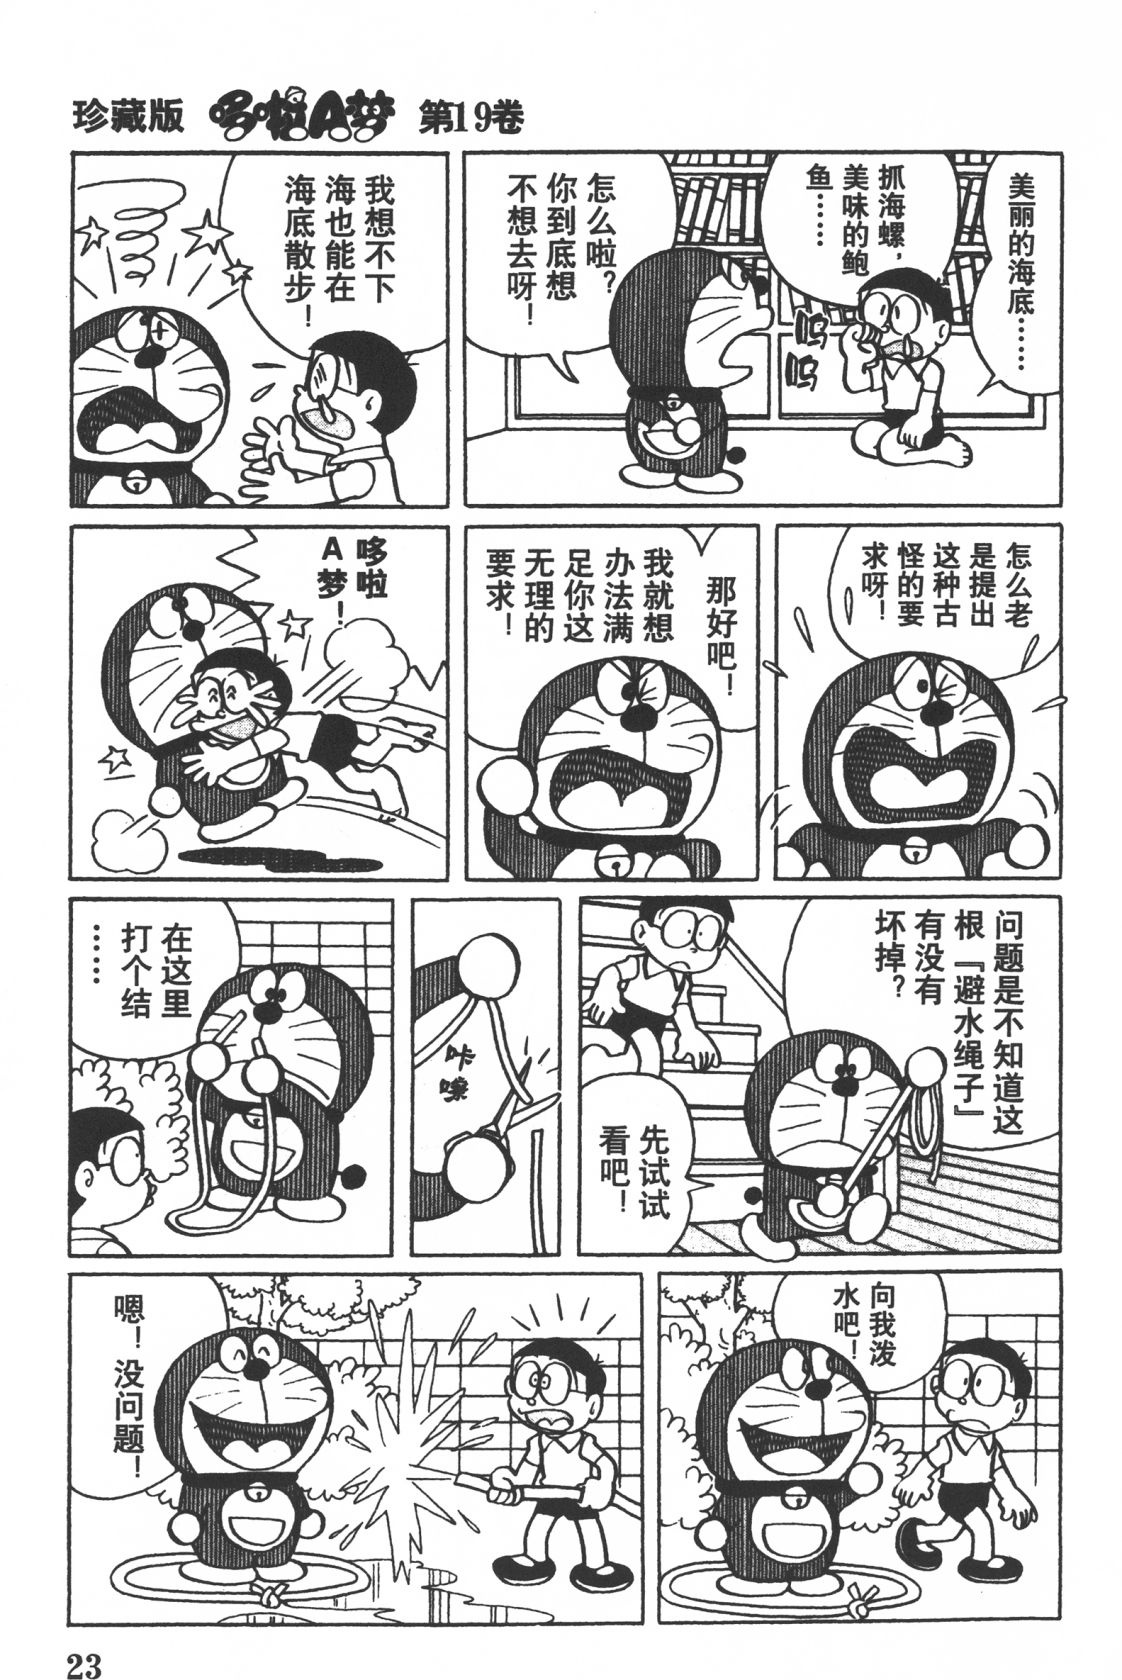 珍藏版 哆啦A梦 第19卷
美丽的海底……
抓海螺，
美味的鲍
鱼……
呜
呜
怎么啦？
你到底想
不想去呀！
我想不下
海也能在
海底散步！
怎么老
是提出
这种古
怪的要
求呀！
那好吧！
我就想
办法满
足你这
无理的
要求！
哆啦
A
梦！
问题是不知道这
根『避水绳子』
有没有
坏掉？
先试试
看吧！
咔
嚓
在这里
打个结
……
向我泼
水吧！
嗯！没问题！
23